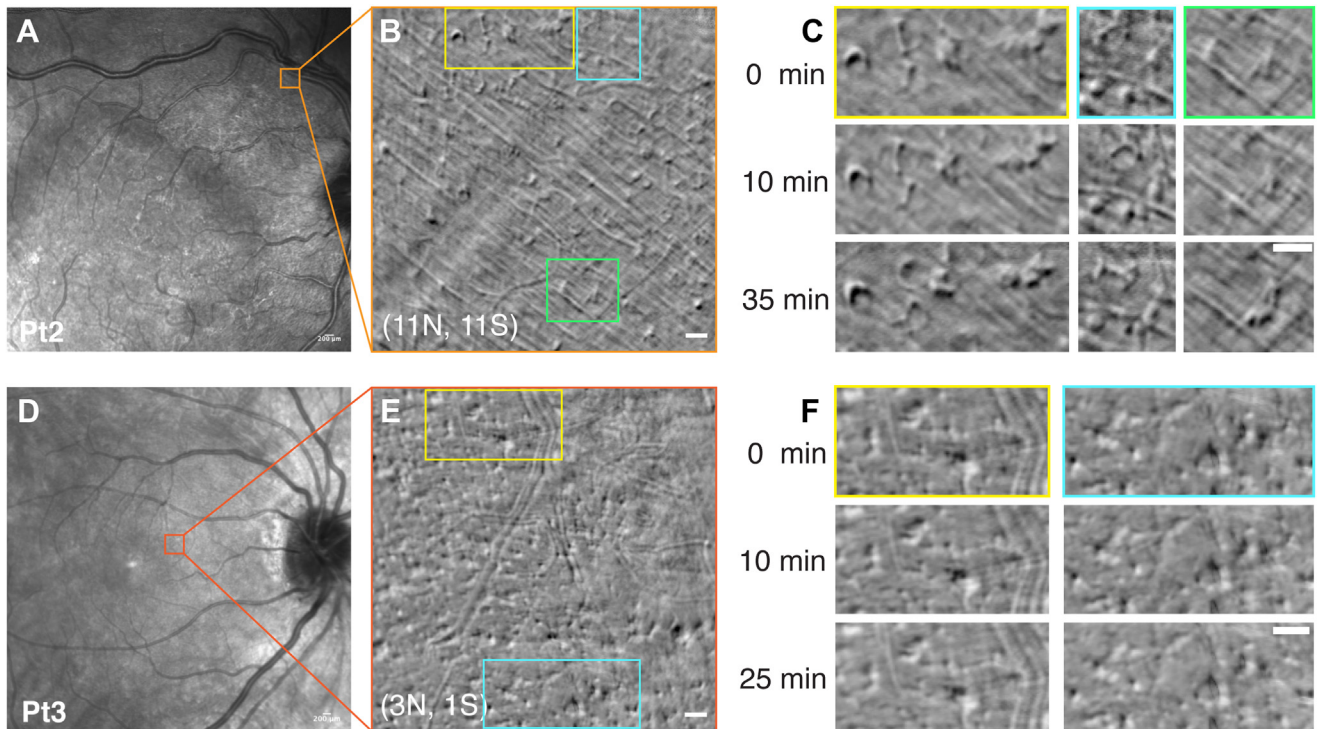 A
Pt2
200 µm
B
(11N, 11S)
C
0 min
10 min
35 min
D
Pt3
200 µm
E
(3N, 1S)
F
0 min
10 min
25 min